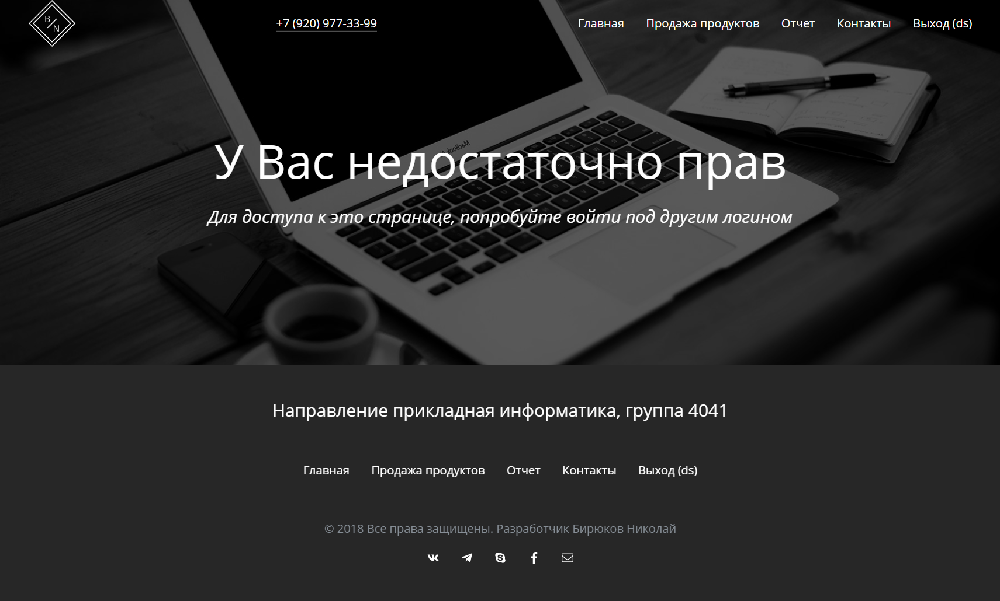 B
N
+7 (920) 977-33-99
Главная Продажа продуктов Отчет Контакты Выход (ds)
MacBook
У Вас недостаточно прав
Для доступа к это странице, попробуйте войти под другим логином
Направление прикладная информатика, группа 4041
Главная Продажа продуктов Отчет Контакты Выход (ds)
© 2018 Все права защищены. Разработчик Бирюков Николай